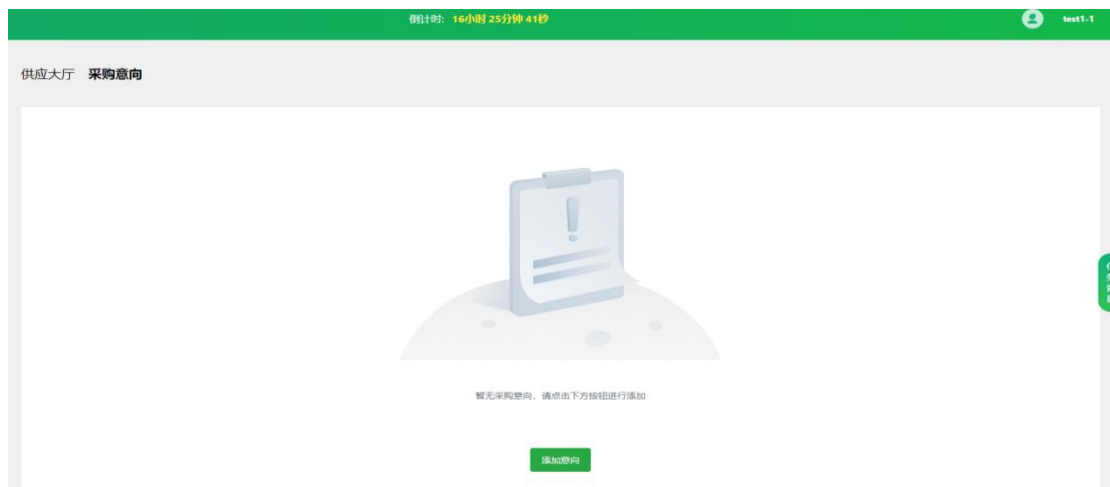 倒计时: 16小时 25分钟 41秒
test1-1
供应大厅 采购意向
暂无采购意向，请点击下方按钮进行添加
添加意向